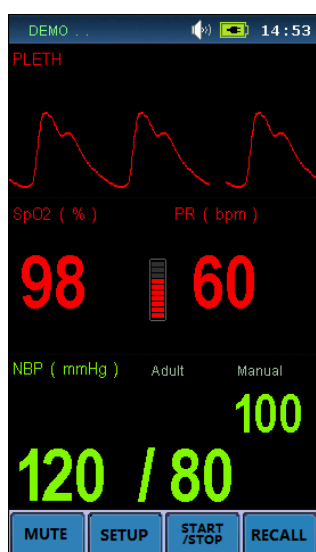 DEMO . . 14:53
PLETH
SpO2 ( % ) PR ( bpm )
98 60
NBP ( mmHg ) Adult Manual
100
120 / 80
MUTE SETUP START /STOP RECALL